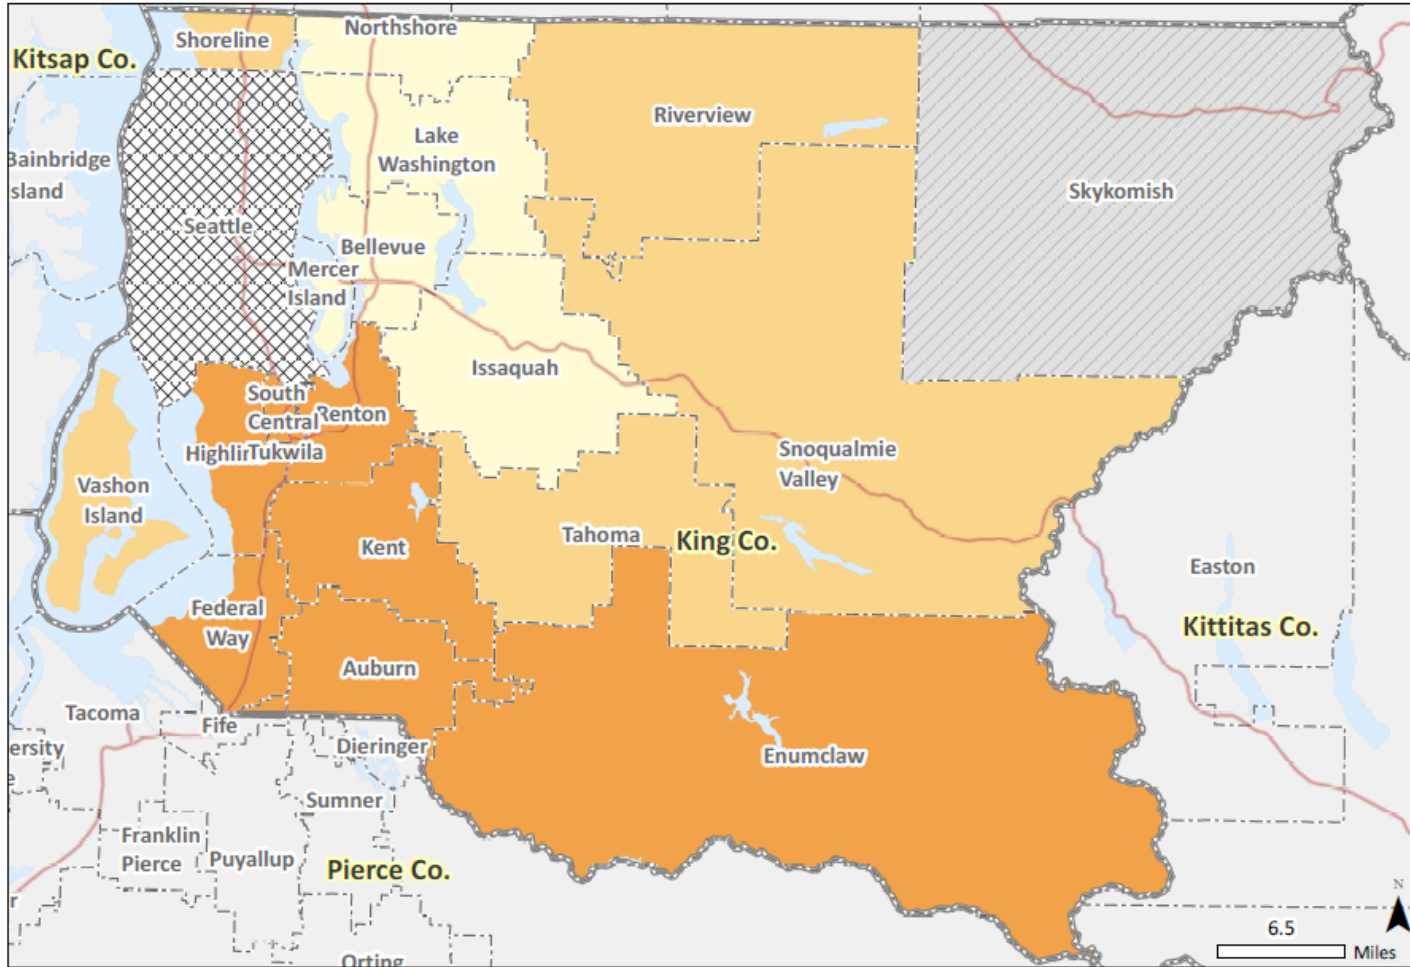 Northshore
Shoreline
Kitsap Co.
Riverview
Lake
Washington
Bainbridge
sland
Skykomish
Seattle
Bellevue
Mercer
Island
Issaquah
South
Central
Renton
Snoqualmie
Valley
Highlin
Tukwila
Vashon
Island
Tahoma
King Co.
Kent
Easton
Federal
Way
Kittitas Co.
Auburn
Tacoma
Fife
ersity
e
Dieringer
Enumclaw
Sumner
Franklin
Pierce
Puyallup
Pierce Co.
r
N
6.5
Miles
Orting